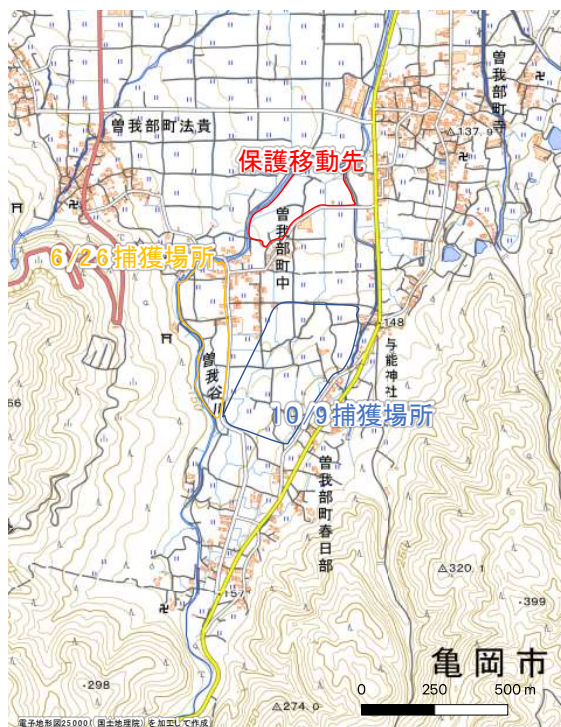 曽我部町法貴
曽我部町寺
△137.9
保護移動先
曽我部町中
6/26捕獲場所
148
与能神社
曽我谷川
10/9捕獲場所
曽我部町春日部
△320.1
・399
・157
・298
△274.0
亀岡市
0 250 500 m
電子地形図25000(国土地理院)を加工して作成